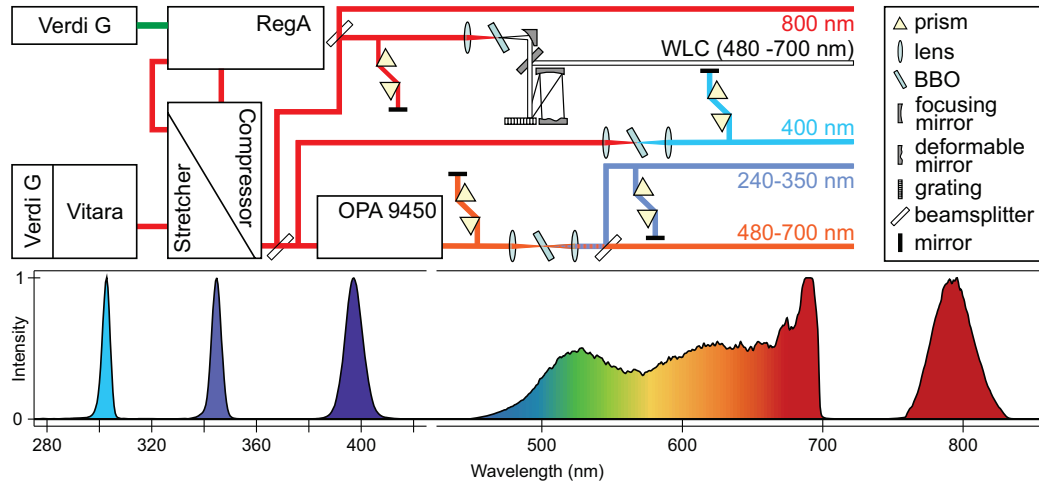 Verdi G
RegA
800 nm
WLC (480 -700 nm)
400 nm
240-350 nm
480-700 nm
Verdi G
Vitara
Stretcher
Compressor
OPA 9450
prism
lens
BBO
focusing
mirror
deformable
mirror
grating
beamsplitter
mirror
Intensity
1
0
280
320
360
400
500
600
700
800
Wavelength (nm)